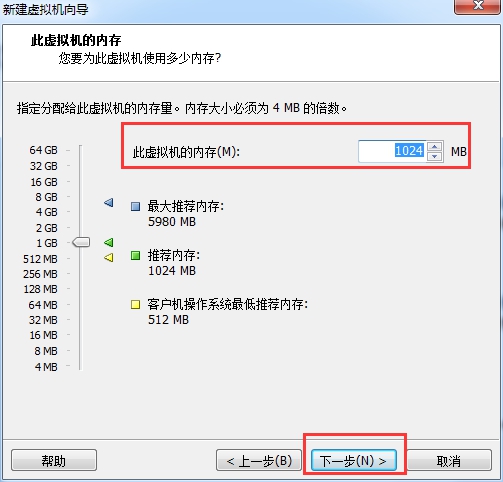 新建虚拟机向导
此虚拟机的内存
您要为此虚拟机使用多少内存?
指定分配给此虚拟机的内存量。内存大小必须为 4 MB 的倍数。
此虚拟机的内存(M): 1024 MB
64 GB
32 GB
16 GB
8 GB
4 GB
2 GB
1 GB
512 MB
256 MB
128 MB
64 MB
32 MB
16 MB
8 MB
4 MB
最大推荐内存:
5980 MB
推荐内存:
1024 MB
客户机操作系统最低推荐内存:
512 MB
帮助 < 上一步(B) 下一步(N) > 取消